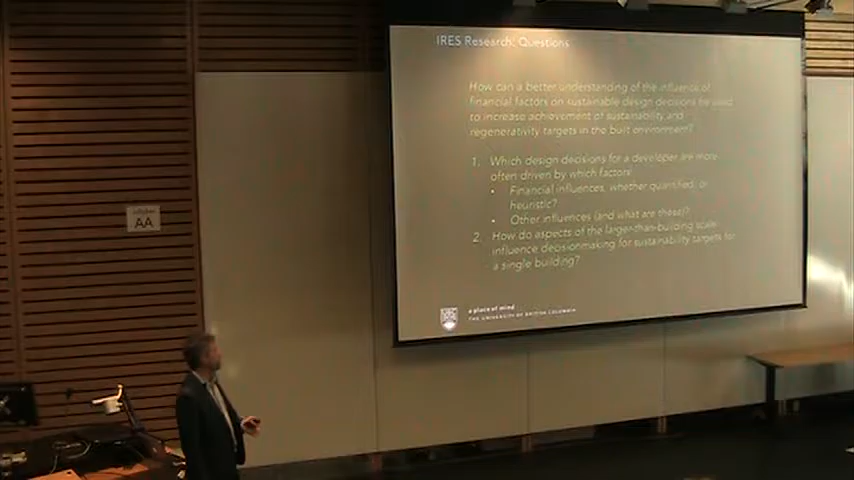 IRES Research: Questions
How can a better understanding of the influence of
financial factors on sustainable design decisions be used
to increase achievement of sustainability and
regenerativity targets in the built environment?
1. Which design decisions for a developer are more
often driven by which factors:
• Financial influences, whether quantified, or
heuristic?
• Other influences (and what are these)?
2. How do aspects of the larger-than-building scale
influence decisionmaking for sustainability targets for
a single building?
a place of mind
THE UNIVERSITY OF BRITISH COLUMBIA
AA